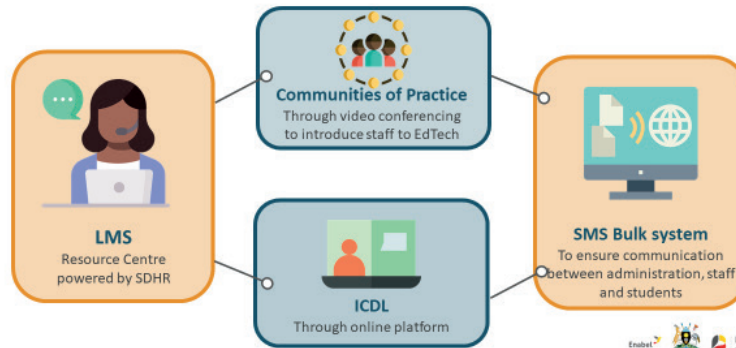 Communities of Practice
Through video conferencing
to introduce staff to EdTech
LMS
Resource Centre
powered by SDHR
ICDL
Through online platform
SMS Bulk system
To ensure communication
between administration, staff
and students
Enabel